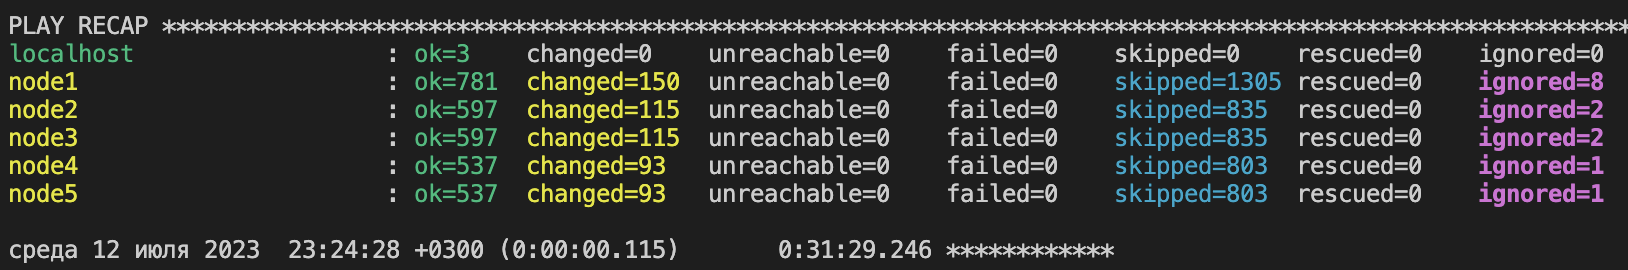 PLAY RECAP *********************************************************************************************************
localhost : ok=3 changed=0 unreachable=0 failed=0 skipped=0 rescued=0 ignored=0
node1 : ok=781 changed=150 unreachable=0 failed=0 skipped=1305 rescued=0 ignored=8
node2 : ok=597 changed=115 unreachable=0 failed=0 skipped=835 rescued=0 ignored=2
node3 : ok=597 changed=115 unreachable=0 failed=0 skipped=835 rescued=0 ignored=2
node4 : ok=537 changed=93 unreachable=0 failed=0 skipped=803 rescued=0 ignored=1
node5 : ok=537 changed=93 unreachable=0 failed=0 skipped=803 rescued=0 ignored=1
среда 12 июля 2023 23:24:28 +0300 (0:00:00.115) 0:31:29.246 ************